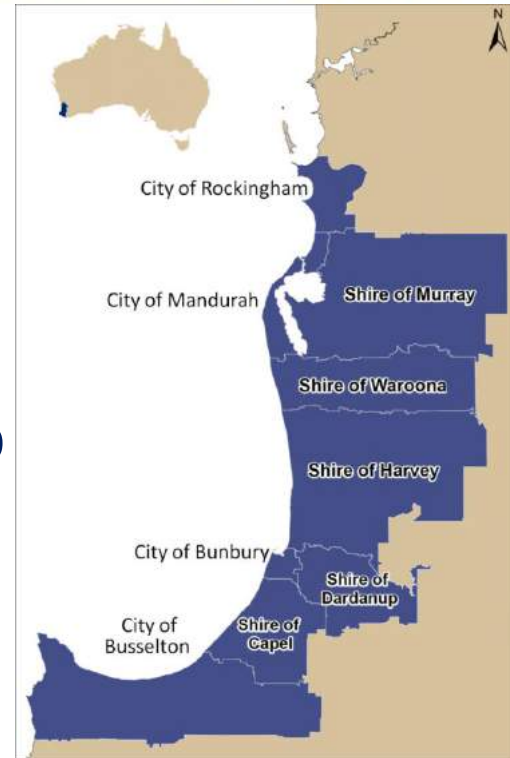 N
City of Rockingham
City of Mandurah
Shire of Murray
Shire of Waroona
Shire of Harvey
City of Bunbury
Shire of
Dardanup
City of
Busselton
Shire of
Capel